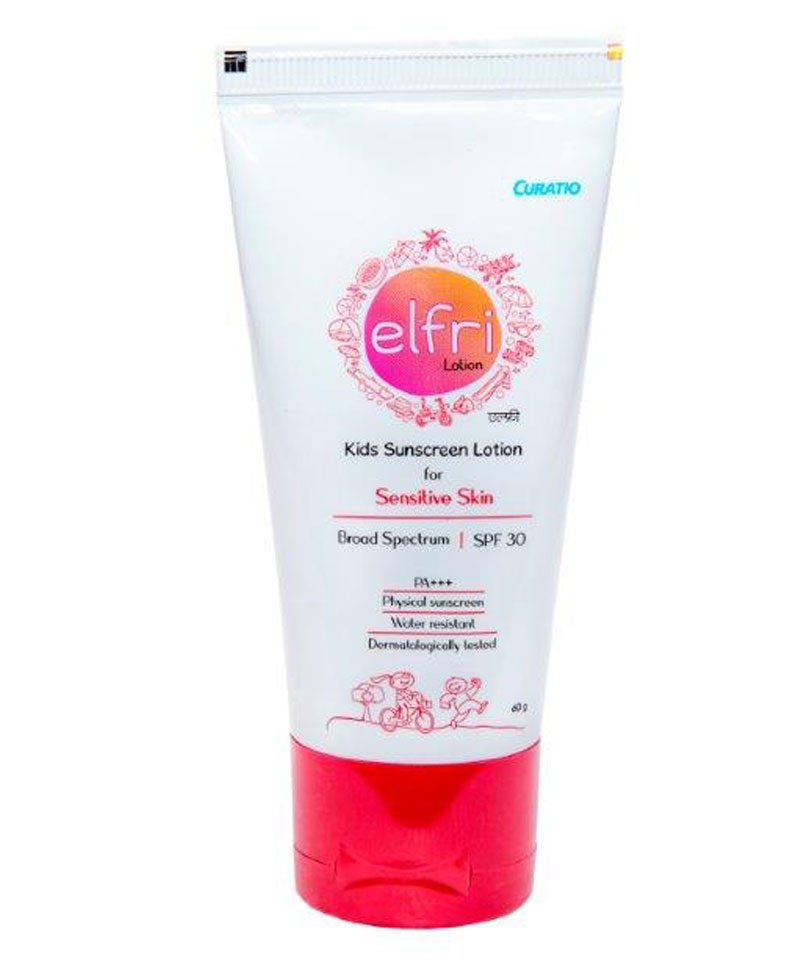 CURATIO
elfri
Lotion
एल्फ्री
Kids Sunscreen Lotion
for
Sensitive Skin
Broad Spectrum | SPF 30
PA+++
Physical sunscreen
Water resistant
Dermatologically tested
60 g